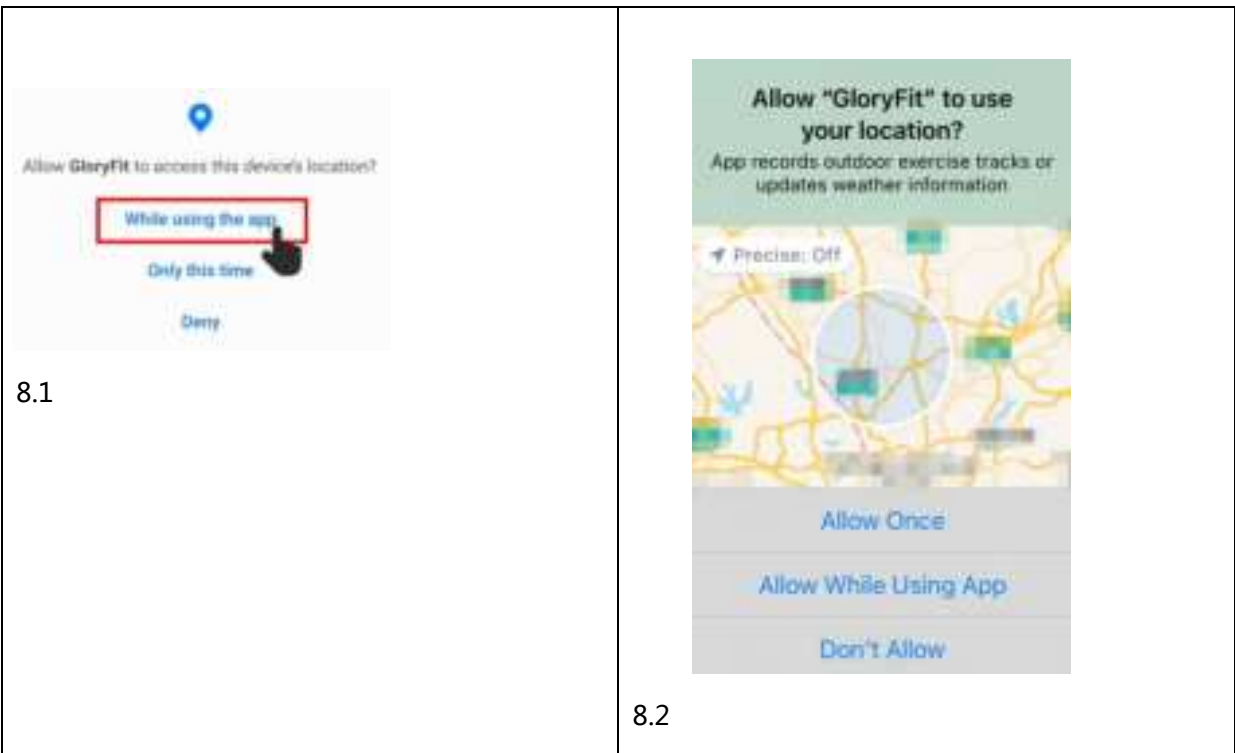 Allow GloryFit to access this device's location?
While using the app
Only this time
Deny
8.1
Allow "GloryFit" to use
your location?
App records outdoor exercise tracks or
updates weather information
Precise: Off
Allow Once
Allow While Using App
Don't Allow
8.2